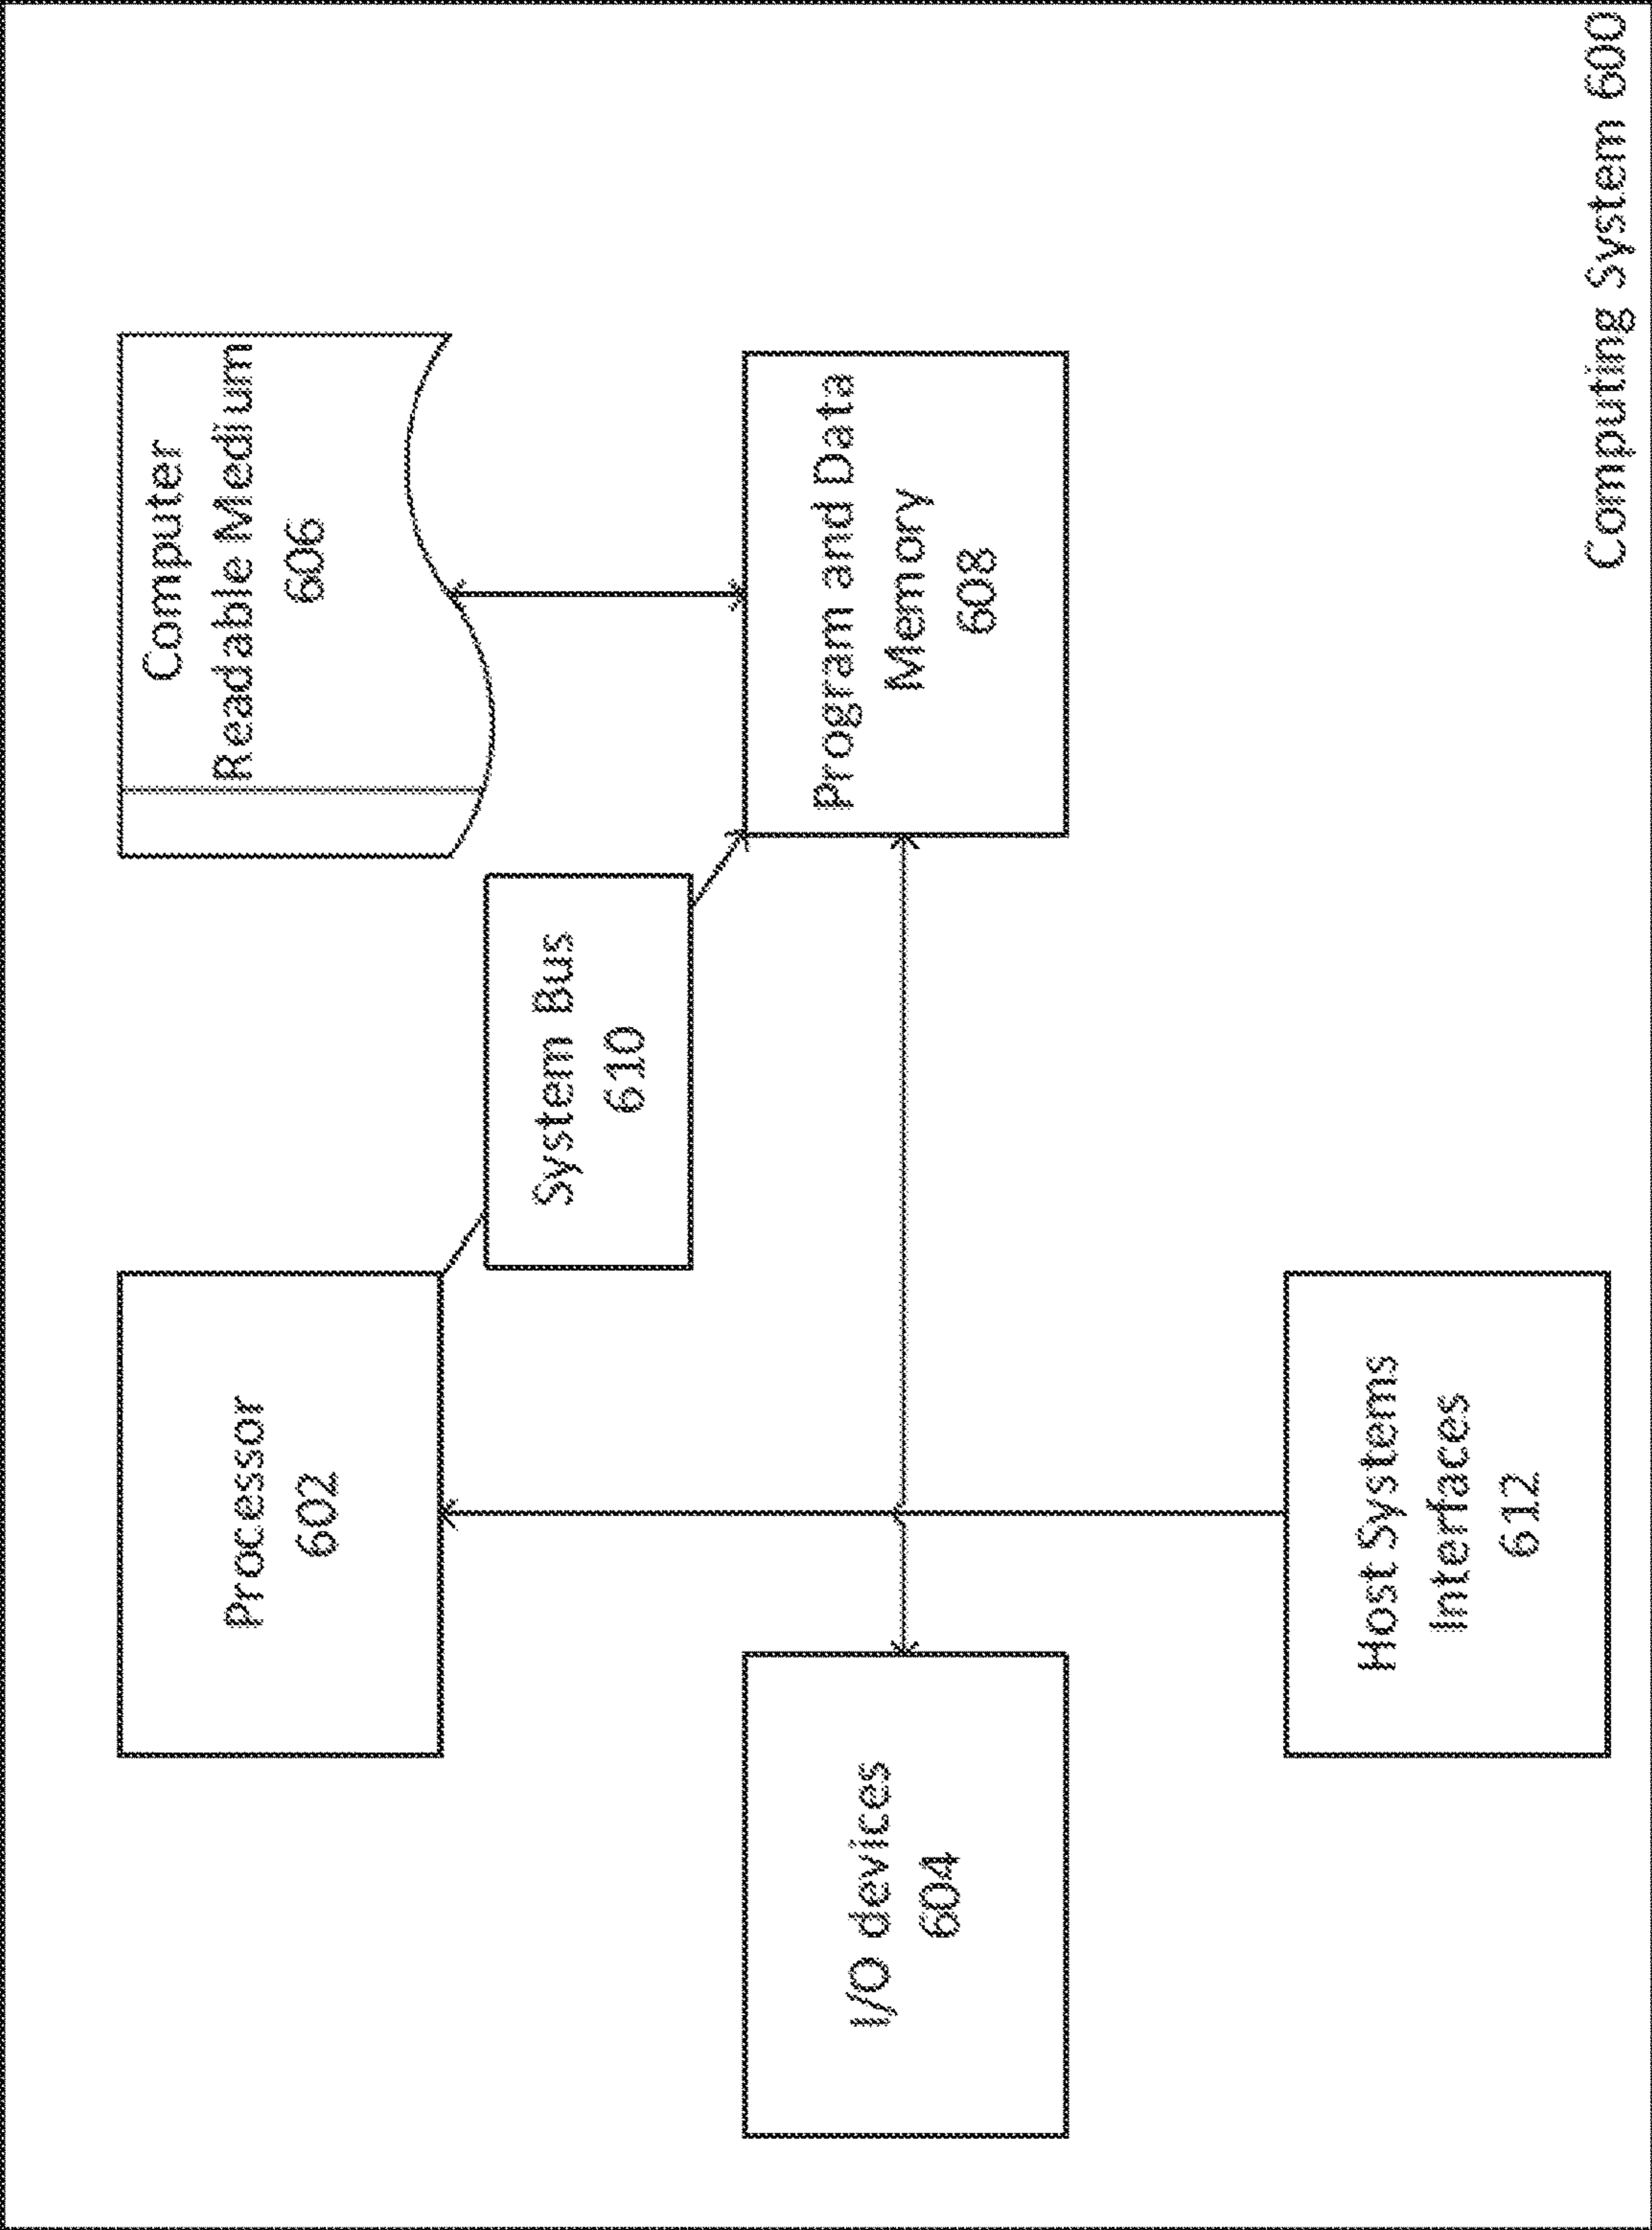 Processor
602
Computer
Readable Medium
606
System Bus
610
I/O devices
604
Program and Data
Memory
608
Host Systems
Interfaces
612
Computing System 600